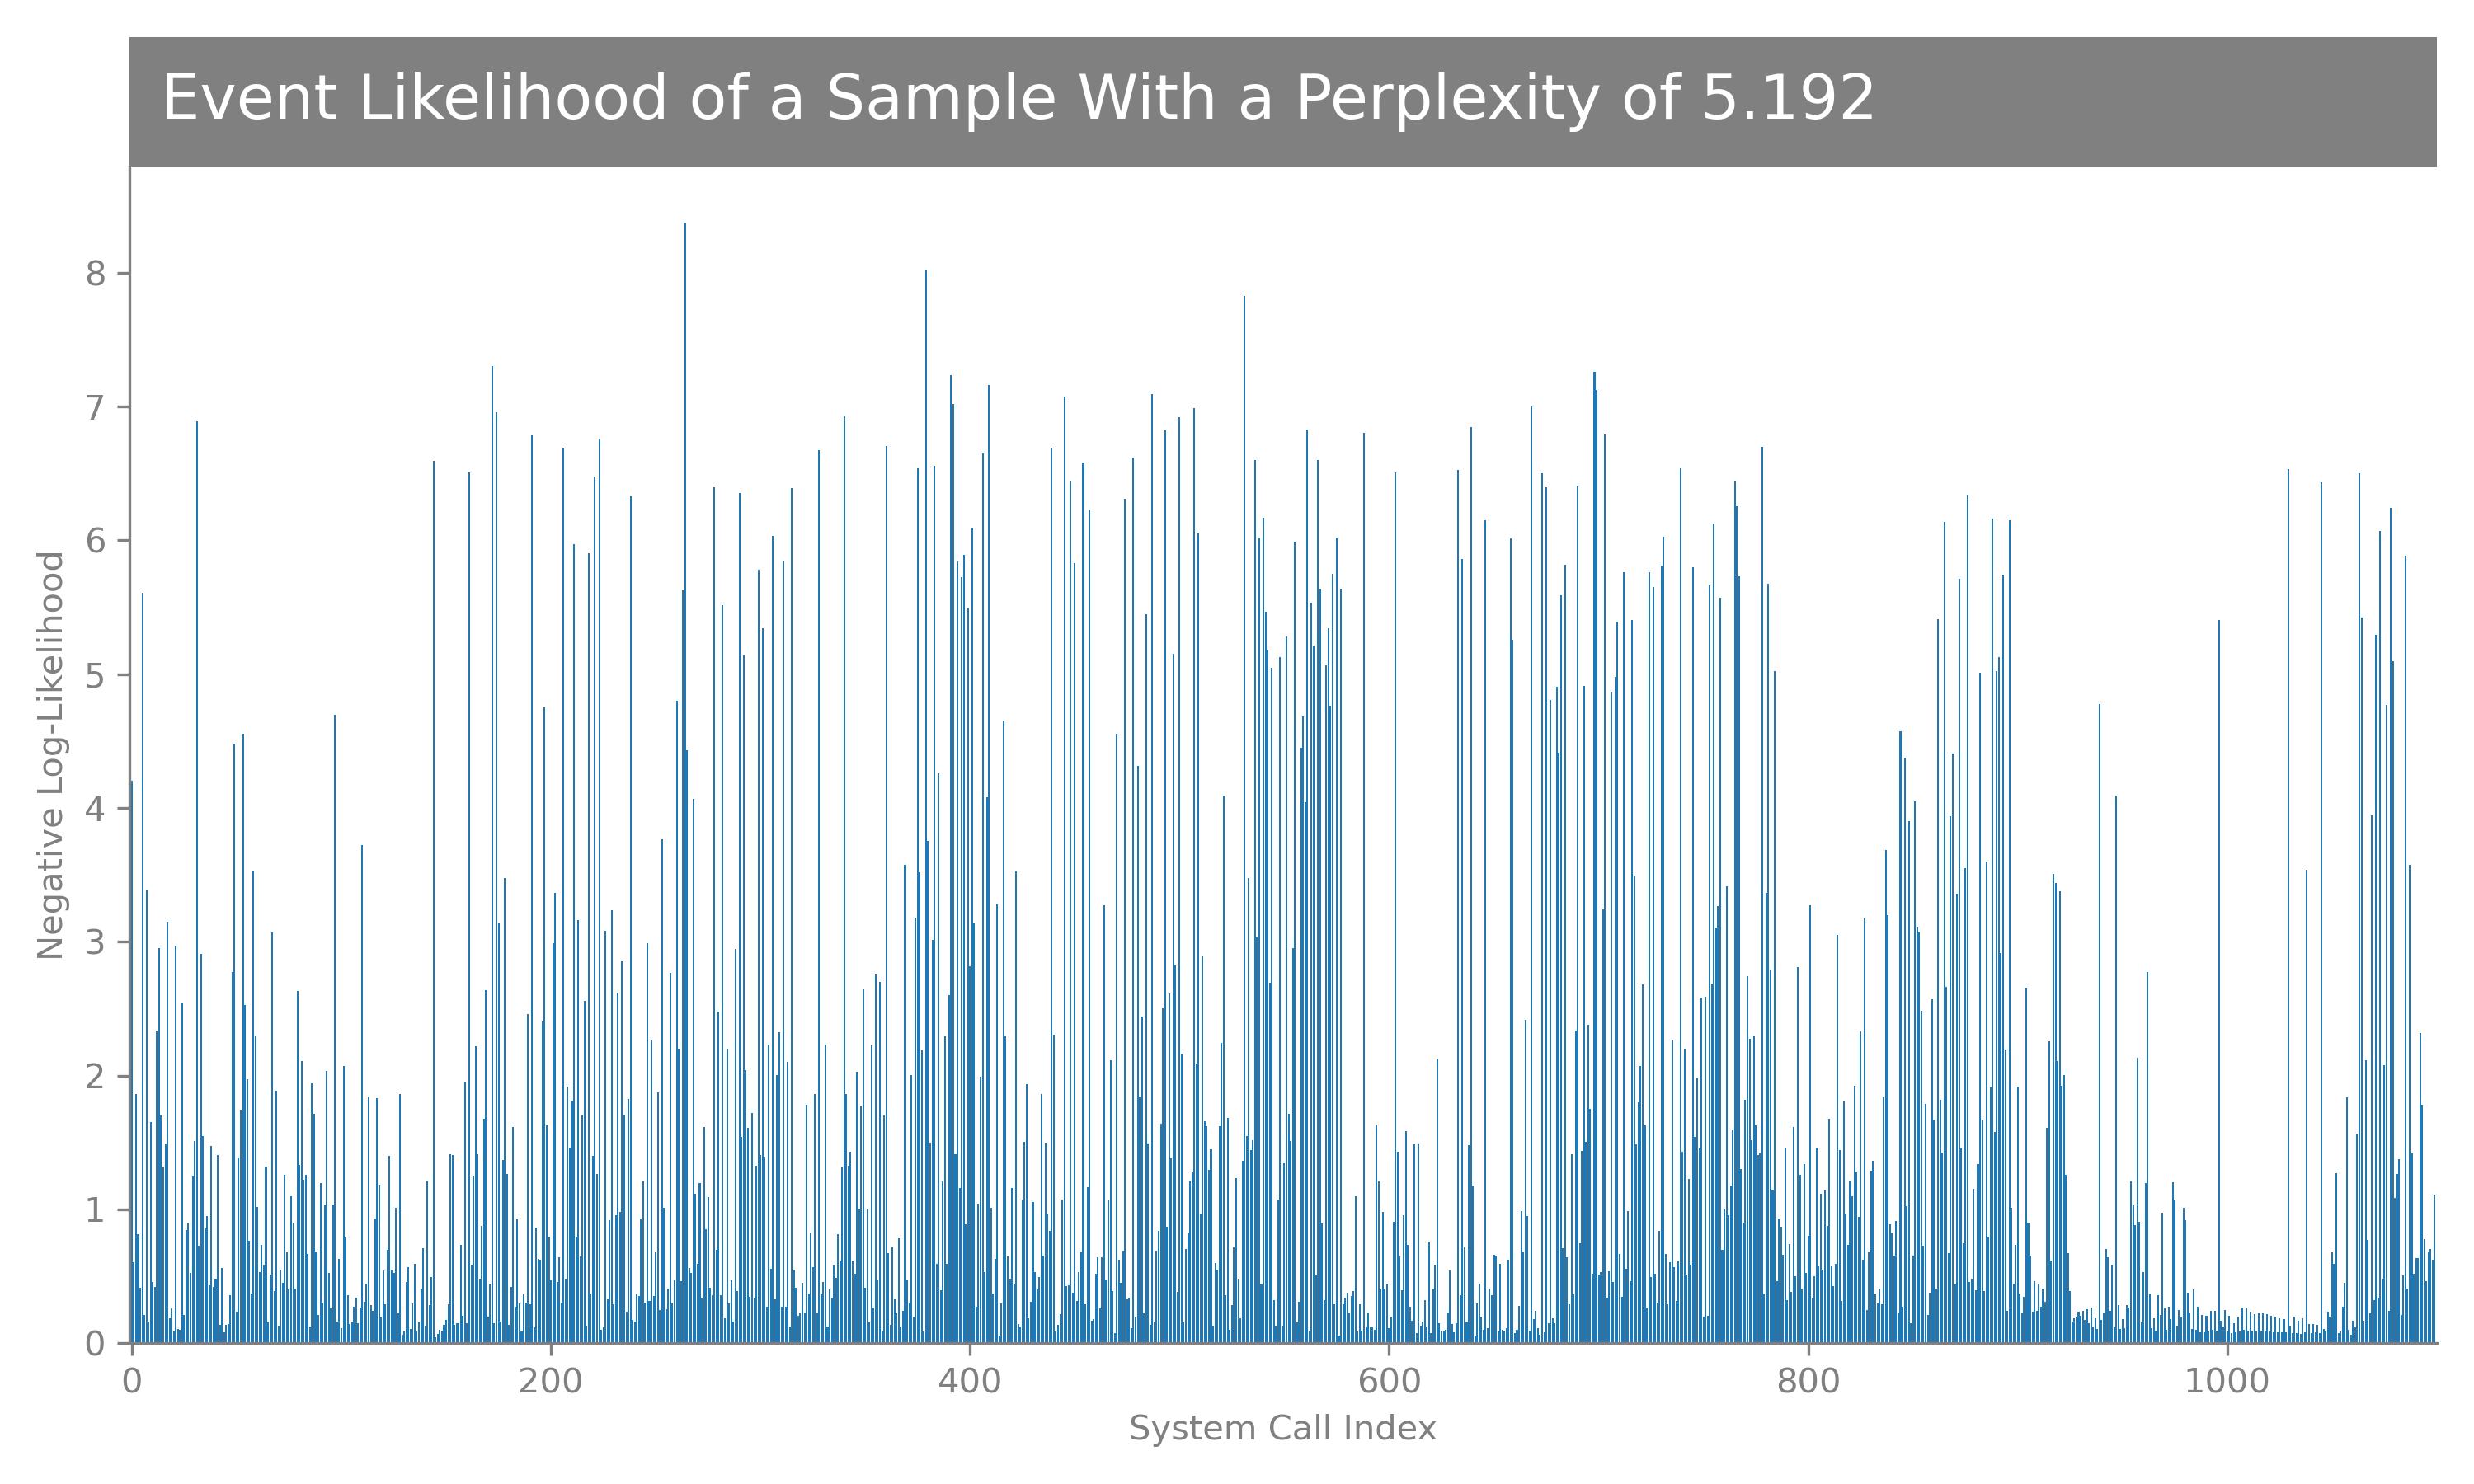 Event Likelihood of a Sample With a Perplexity of 5.192
Negative Log-Likelihood
8
7
6
5
4
3
2
1
0
0 200 400 600 800 1000
System Call Index